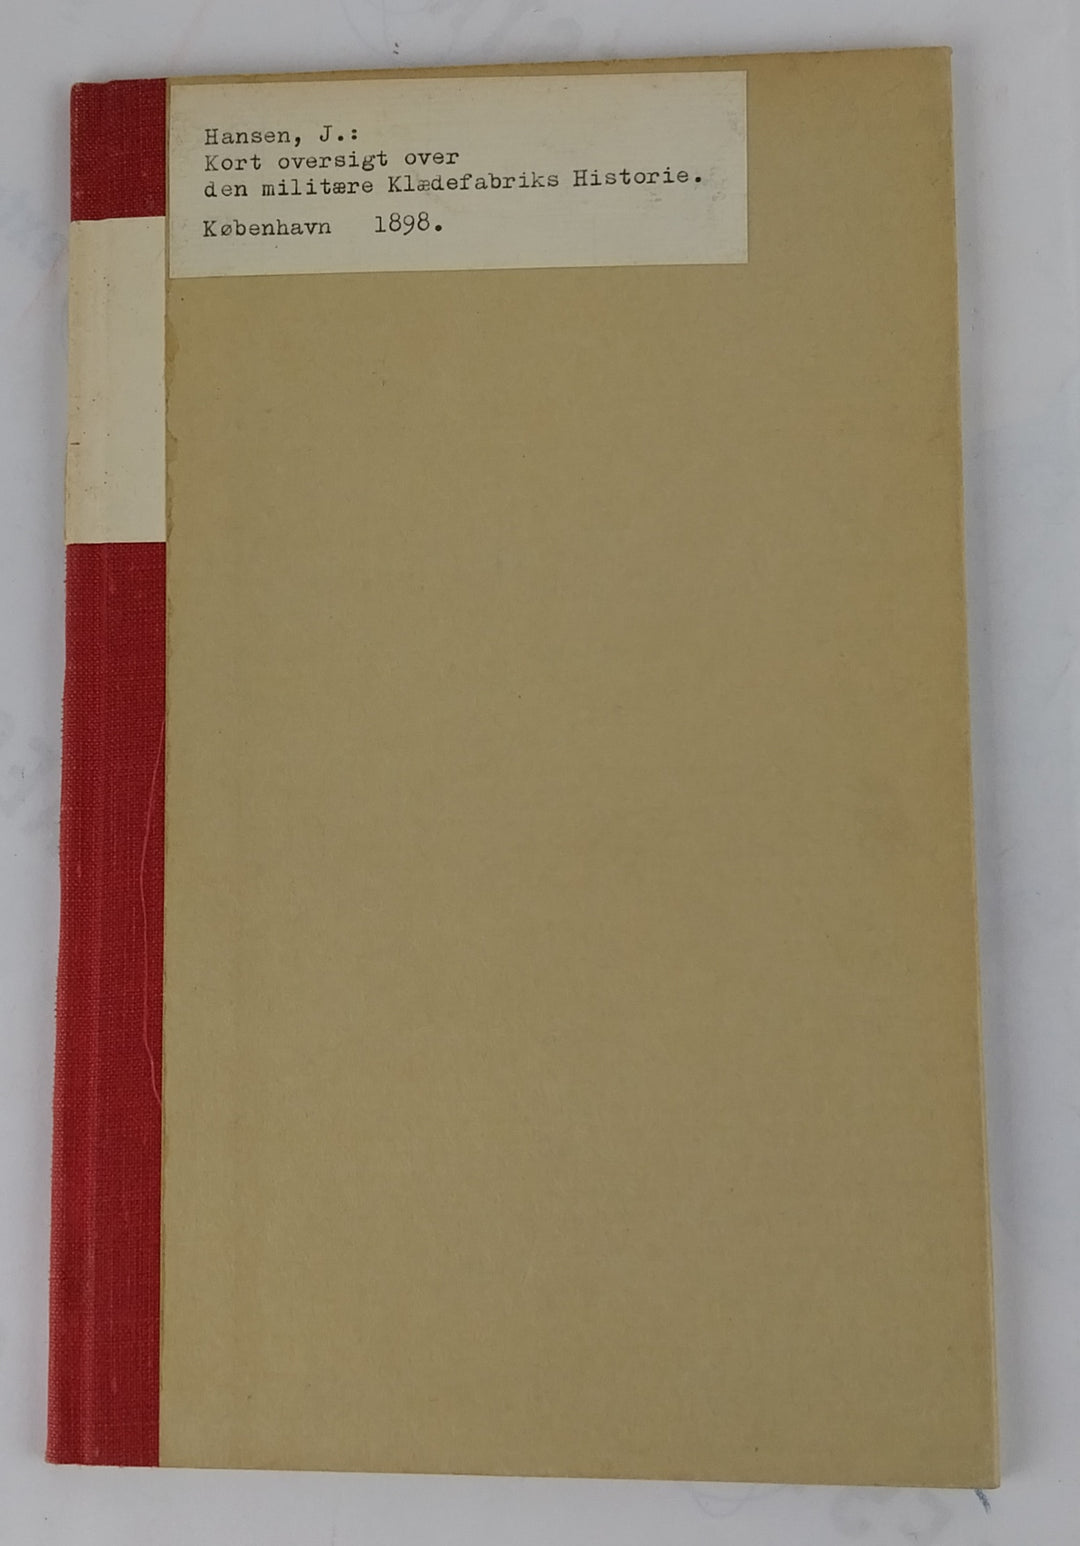 Hansen, J.:
Kort oversigt over
den militære Klædefabriks Historie.
København 1898.